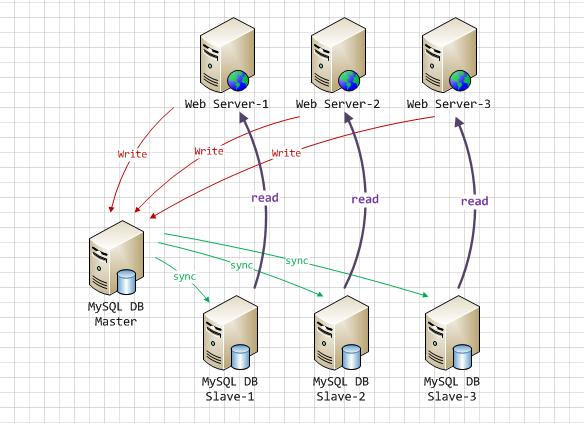 Web Server-1
Web Server-2
Web Server-3
Write
Write
Write
read
read
read
sync
sync
sync
MySQL DB
Master
MySQL DB
Slave-1
MySQL DB
Slave-2
MySQL DB
Slave-3